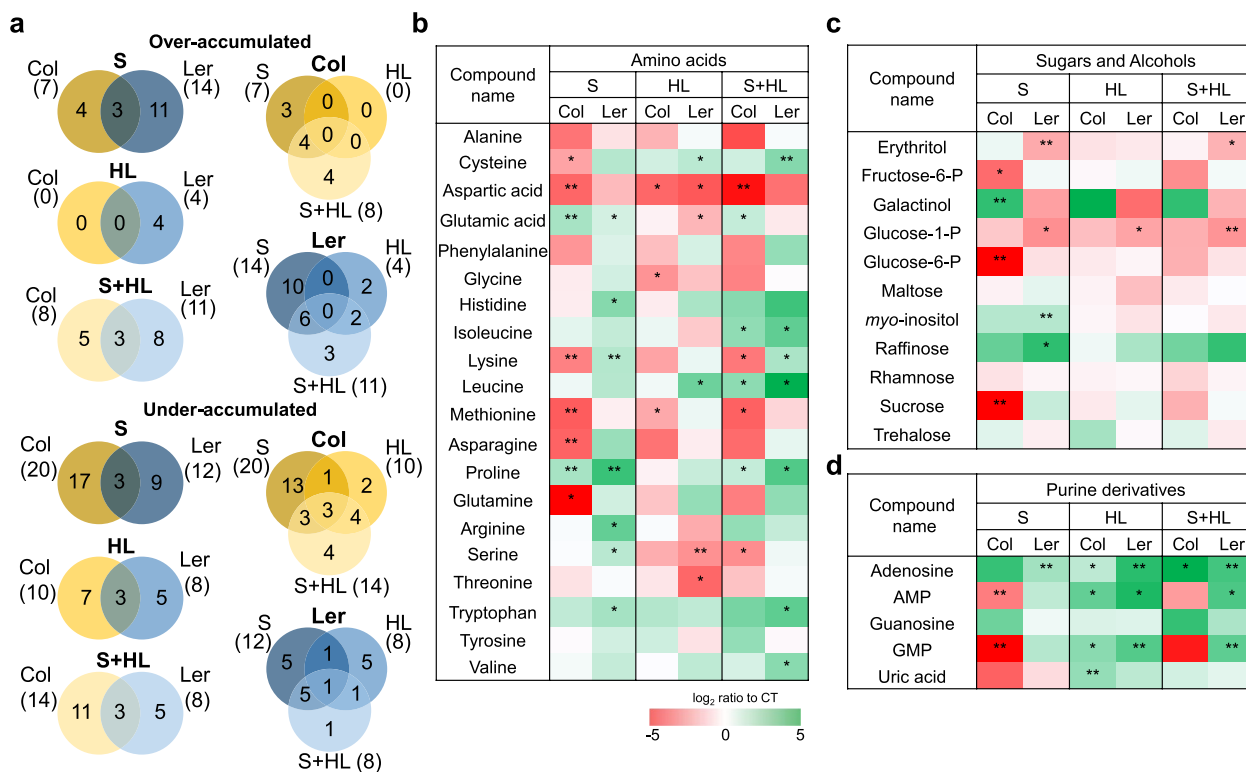 a
Over-accumulated
S
Col
(7)
Ler
(14)
4 3 11
HL
Col
(0)
Ler
(4)
0 0 4
S+HL
Col
(8)
Ler
(11)
5 3 8
Col
S
(7)
HL
(0)
3 0 0
4 0 0
4
S+HL (8)
Ler
S
(14)
HL
(4)
10 0 2
6 0 2
3
S+HL (11)
Under-accumulated
S
Col
(20)
Ler
(12)
17 3 9
HL
Col
(10)
Ler
(8)
7 3 5
S+HL
Col
(14)
Ler
(8)
11 3 5
Col
S
(20)
HL
(10)
13 1 2
3 3 4
4
S+HL (14)
Ler
S
(12)
HL
(8)
5 1 5
5 1 1
1
S+HL (8)
b
Compound name
Amino acids
S HL S+HL
Col Ler Col Ler Col Ler
Alanine
Cysteine * * **
Aspartic acid ** * * **
Glutamic acid ** * * *
Phenylalanine
Glycine *
Histidine *
Isoleucine * *
Lysine ** ** * *
Leucine * * *
Methionine ** * *
Asparagine **
Proline ** ** * *
Glutamine *
Arginine *
Serine * ** *
Threonine *
Tryptophan * *
Tyrosine
Valine *
log2 ratio to CT
-5 0 5
c
Compound name
Sugars and Alcohols
S HL S+HL
Col Ler Col Ler Col Ler
Erythritol ** *
Fructose-6-P *
Galactinol **
Glucose-1-P * * **
Glucose-6-P **
Maltose
myo-inositol **
Raffinose *
Rhamnose
Sucrose **
Trehalose
d
Compound name
Purine derivatives
S HL S+HL
Col Ler Col Ler Col Ler
Adenosine ** * ** * **
AMP ** * * *
Guanosine
GMP ** * ** **
Uric acid **